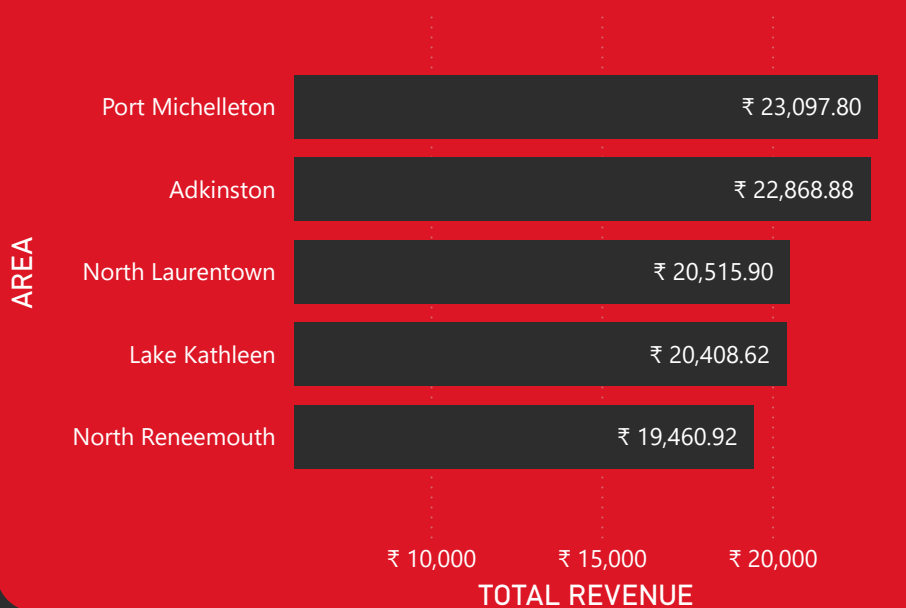 AREA
Port Michelleton
₹ 23,097.80
Adkinston
₹ 22,868.88
North Laurentown
₹ 20,515.90
Lake Kathleen
₹ 20,408.62
North Reneemouth
₹ 19,460.92
₹ 10,000
₹ 15,000
₹ 20,000
TOTAL REVENUE